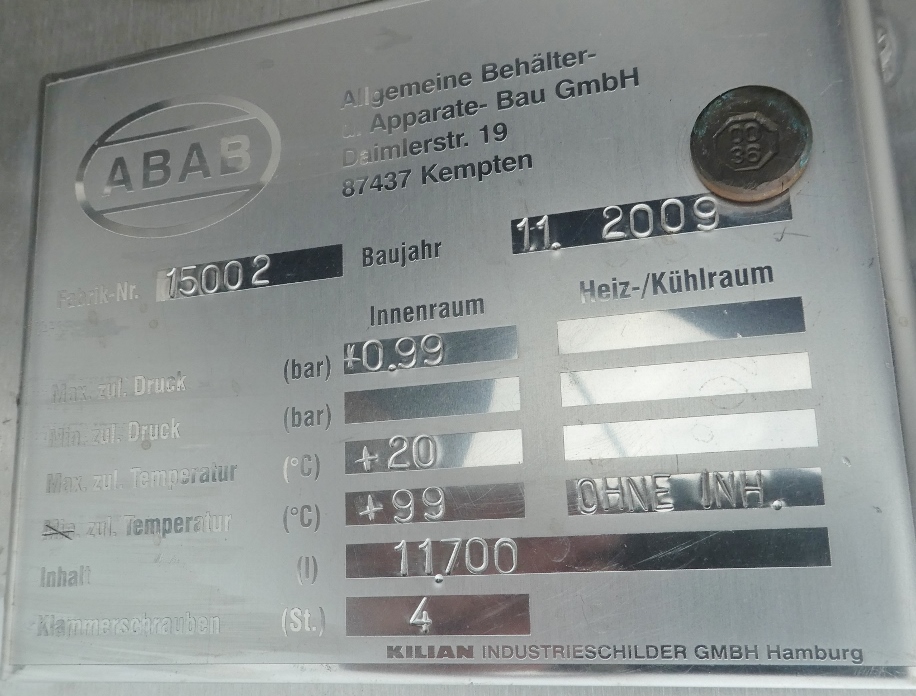 ABAB
Allgemeine Behälter-
u. Apparate- Bau GmbH
Daimlerstr. 19
87437 Kempten
Fabrik-Nr. 15002 Baujahr 11. 2009
Innenraum Heiz-/Kühlraum
Max. zul. Druck (bar) +0.99
Min. zul. Druck (bar)
Max. zul. Temperatur (°C) +20
zul. Temperatur (°C) +99 OHNE INH.
Inhalt (l) 11.700
Klammerschrauben (St.) 4
KILIAN INDUSTRIESCHILDER GMBH Hamburg